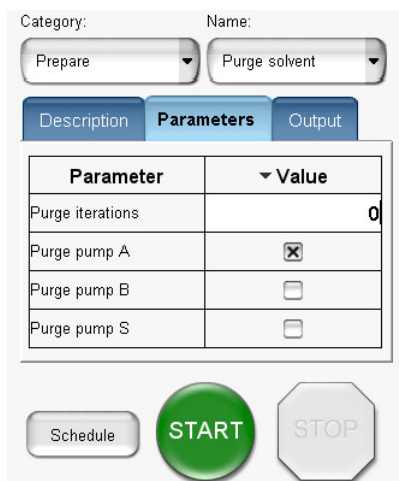 Category: Name:
Prepare Purge solvent
Description Parameters Output
Parameter Value
Purge iterations 0
Purge pump A
Purge pump B
Purge pump S
Schedule START STOP